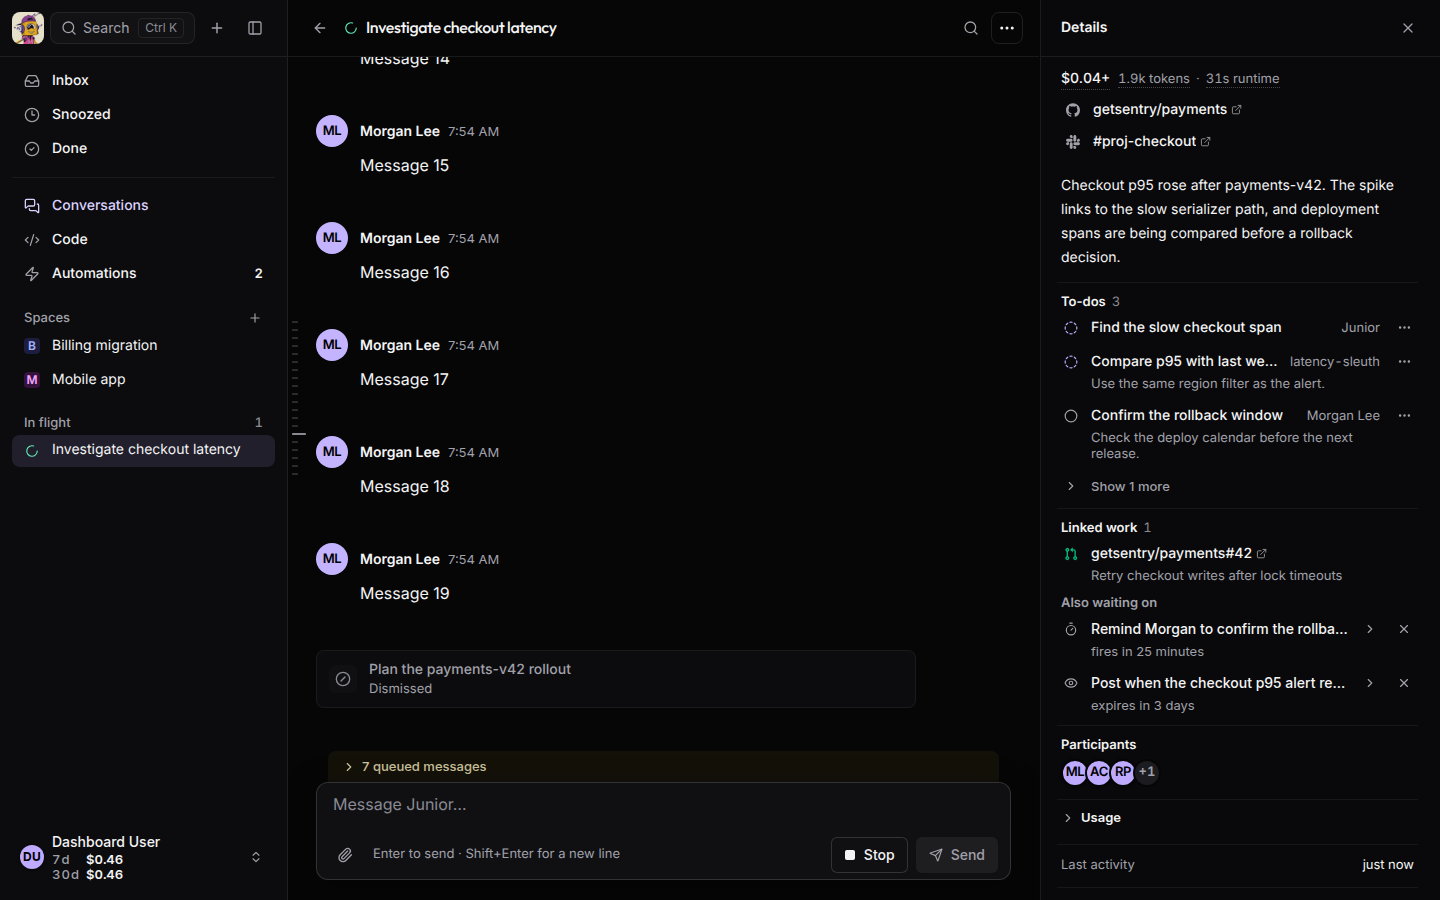 Search Ctrl K
Inbox
Snoozed
Done
Conversations
Code
Automations 2
Spaces
B Billing migration
M Mobile app
In flight 1
Investigate checkout latency
DU Dashboard User
7d $0.46
30d $0.46
Investigate checkout latency
Message 14
ML Morgan Lee 7:54 AM
Message 15
ML Morgan Lee 7:54 AM
Message 16
ML Morgan Lee 7:54 AM
Message 17
ML Morgan Lee 7:54 AM
Message 18
ML Morgan Lee 7:54 AM
Message 19
Plan the payments-v42 rollout
Dismissed
7 queued messages
Message Junior...
Enter to send · Shift+Enter for a new line
Stop
Send
Details
$0.04+ 1.9k tokens · 31s runtime
getsentry/payments
#proj-checkout
Checkout p95 rose after payments-v42. The spike
links to the slow serializer path, and deployment
spans are being compared before a rollback
decision.
To-dos 3
Find the slow checkout span Junior
Compare p95 with last we... latency-sleuth
Use the same region filter as the alert.
Confirm the rollback window Morgan Lee
Check the deploy calendar before the next
release.
Show 1 more
Linked work 1
getsentry/payments#42
Retry checkout writes after lock timeouts
Also waiting on
Remind Morgan to confirm the rollba...
fires in 25 minutes
Post when the checkout p95 alert re...
expires in 3 days
Participants
ML AC RP +1
Usage
Last activity just now